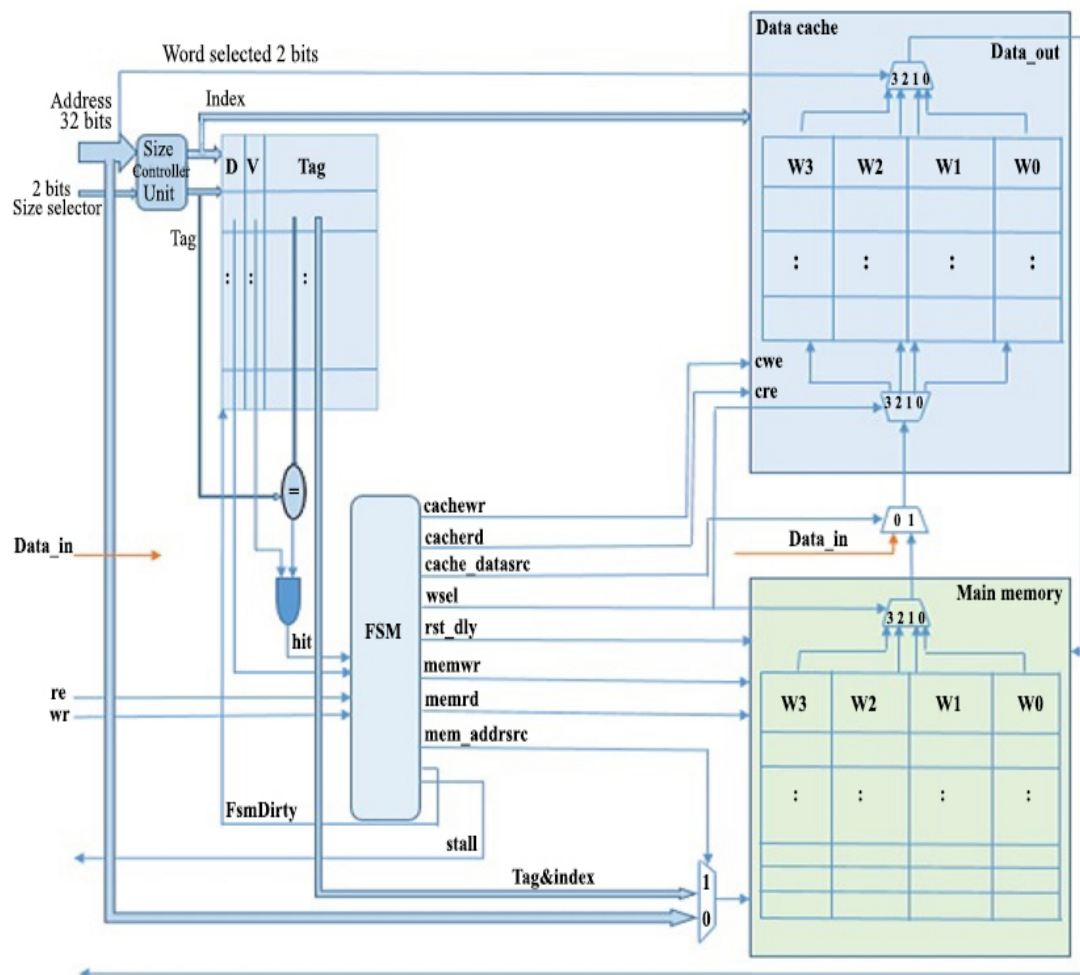 Data cache
Word selected 2 bits
Data_out
3 2 1 0
Address
32 bits
Index
Size
Controller
Unit
D V Tag
W3 W2 W1 W0
2 bits
Size selector
Tag
: : :
: : : :
cwe
cre
3 2 1 0
=
cachewr
0 1
Data_in
cacherd
Data_in
cache_datasrc
Main memory
wsel
3 2 1 0
FSM
rst_dly
hit
memwr
re
memrd
W3 W2 W1 W0
wr
mem_addrsrc
: : : :
FsmDirty
stall
Tag&index
1
0